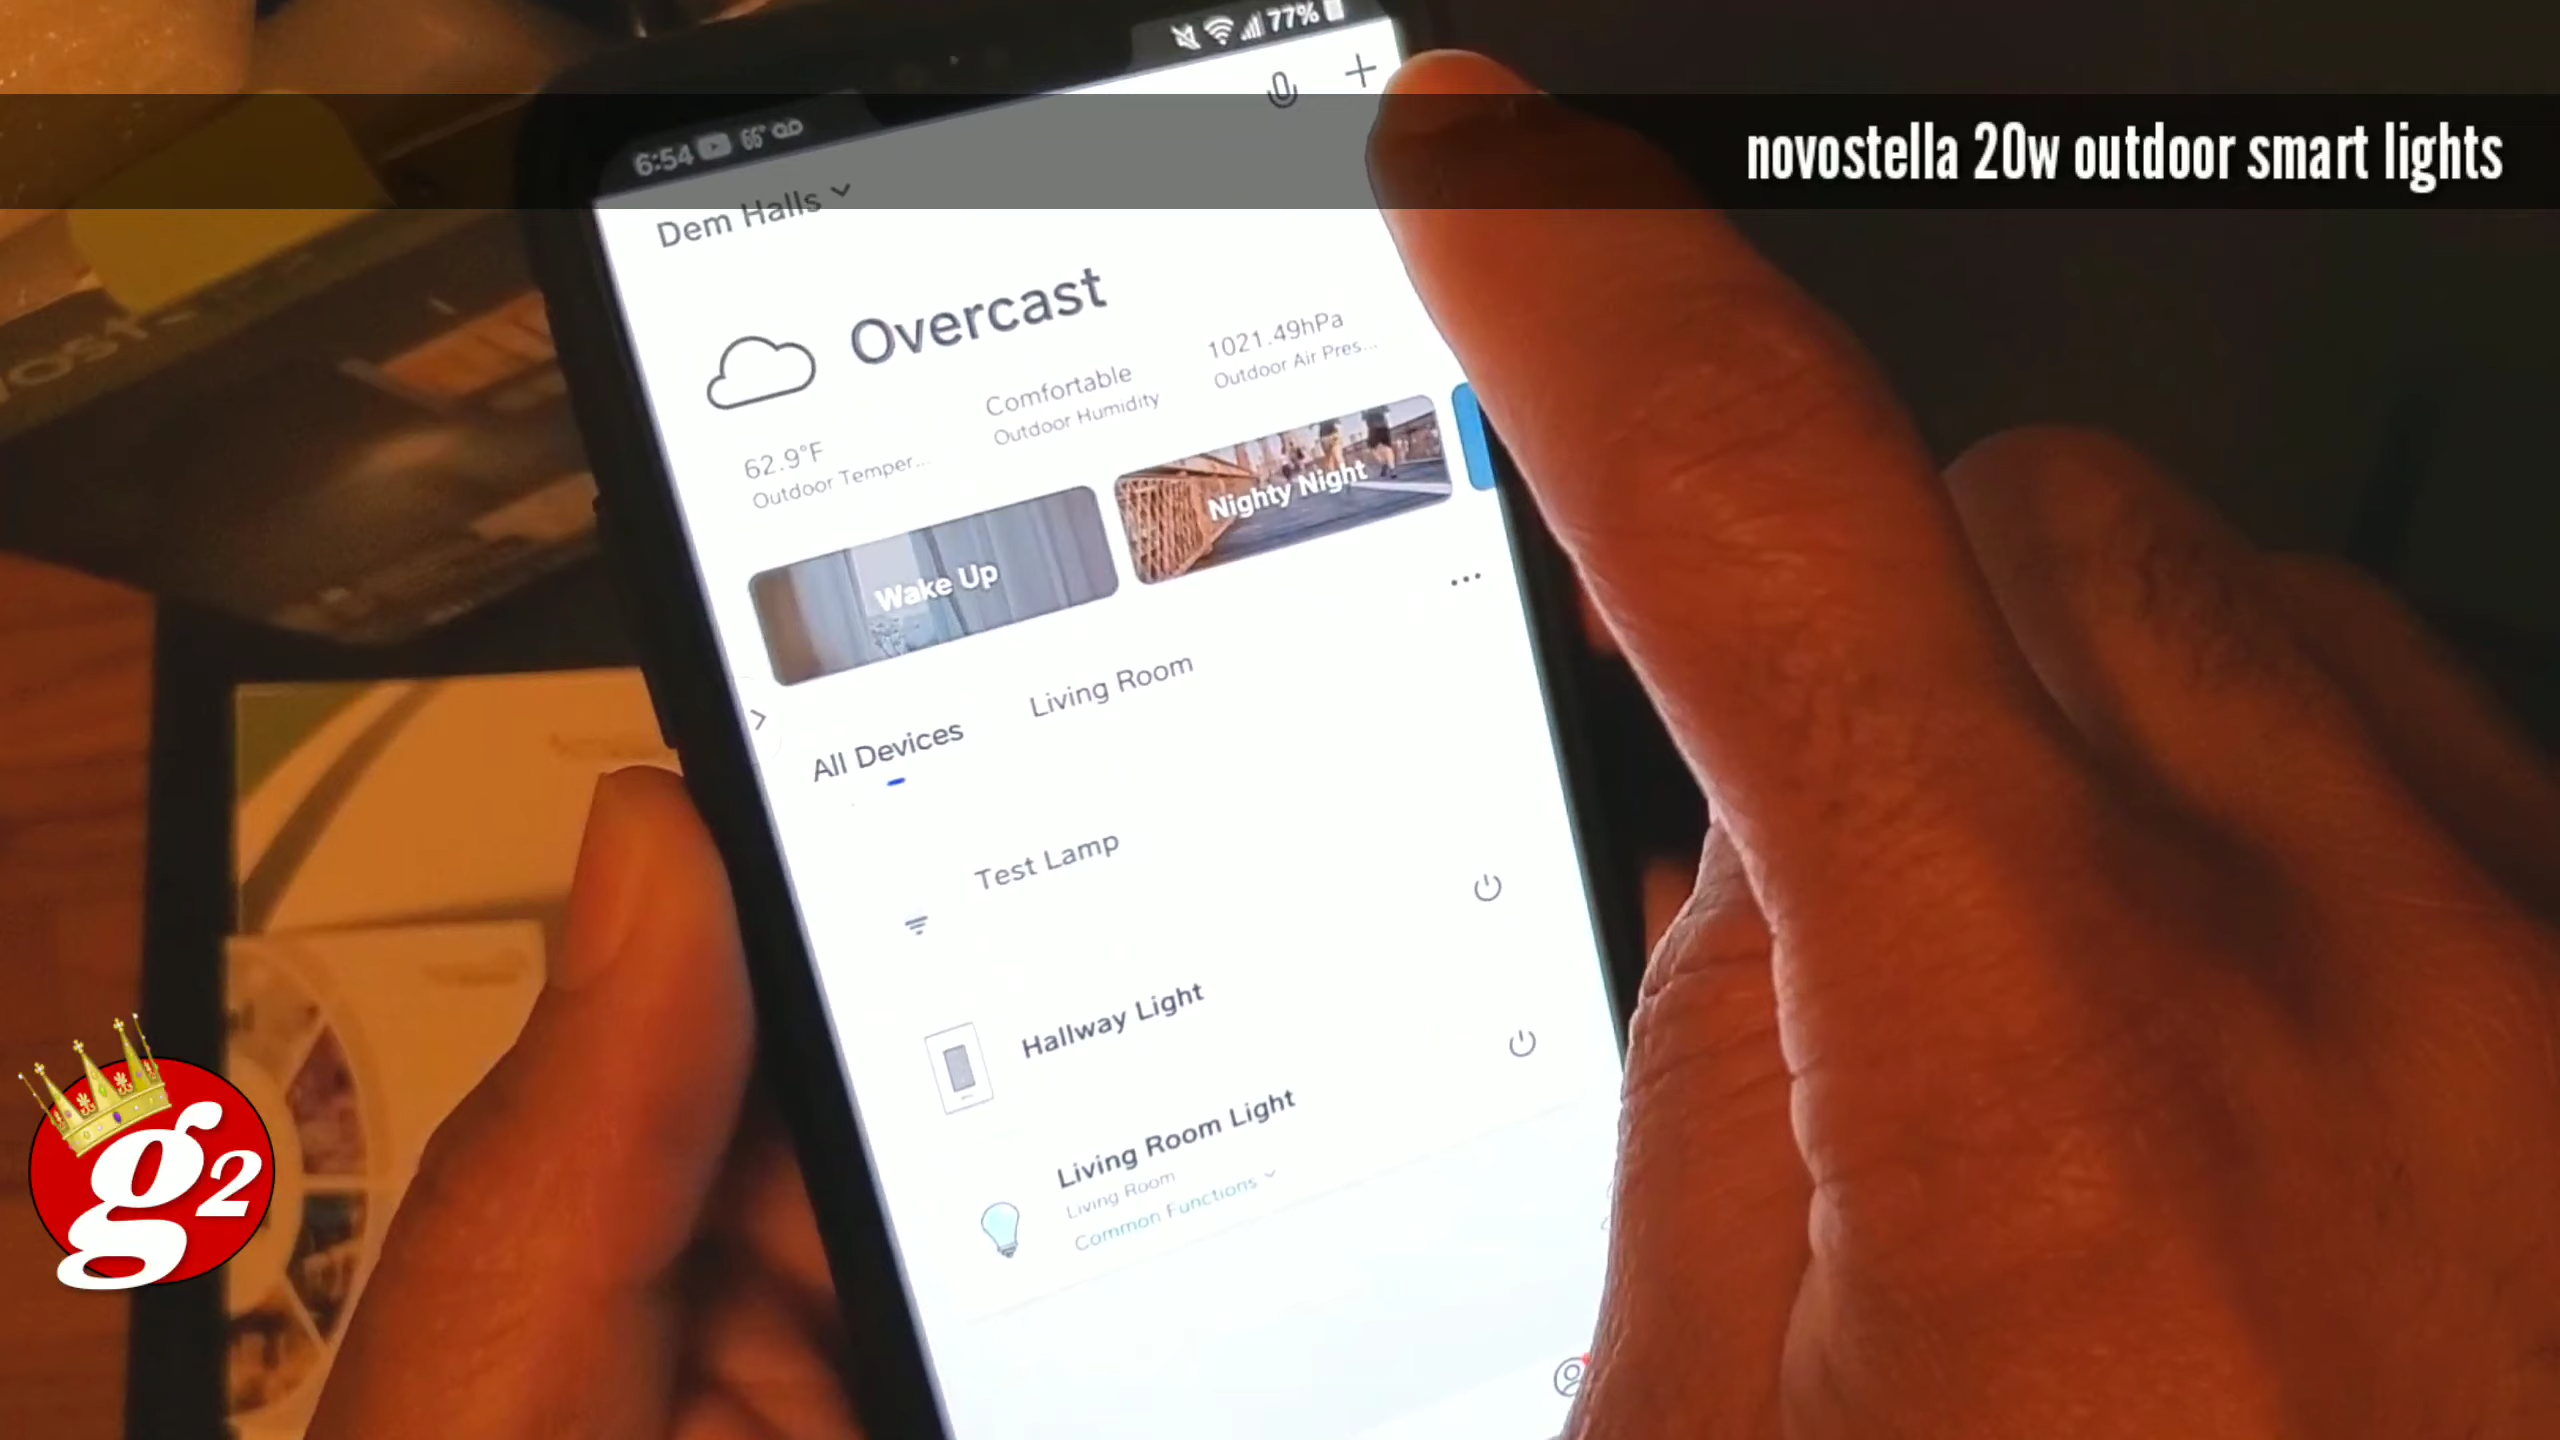 77%
6:54 66°
novostella 20w outdoor smart lights
Dem Halls
Overcast
62.9°F
Outdoor Temper...
Comfortable
Outdoor Humidity
1021.49hPa
Outdoor Air Pres...
Wake Up
Nighty Night
All Devices
Living Room
Test Lamp
Hallway Light
Living Room Light
Living Room
Common Functions
g2